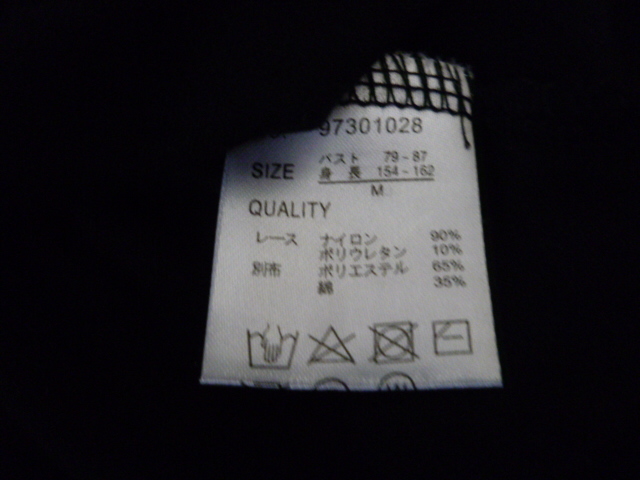 97301028
SIZE バスト 79-87
身長 154-162
M
QUALITY
レース ナイロン 90%
ポリウレタン 10%
別布 ポリエステル 65%
綿 35%